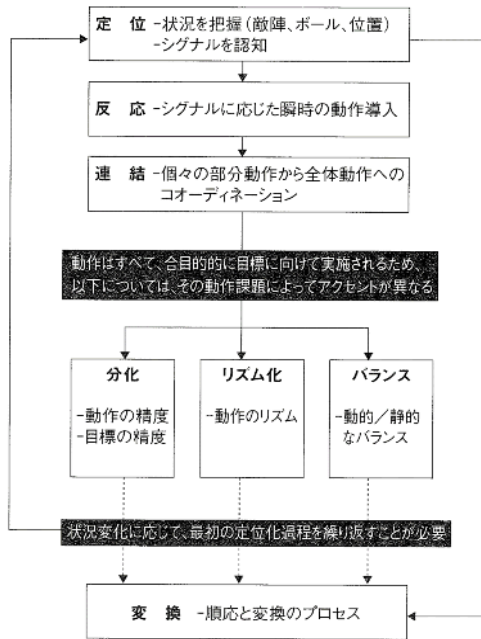 定 位 -状況を把握(敵陣、ボール、位置)
-シグナルを認知
反 応 -シグナルに応じた瞬時の動作導入
連 結 -個々の部分動作から全体動作への
コオーディネーション
動作はすべて、合目的的に目標に向けて実施されるため、
以下については、その動作課題によってアクセントが異なる
分化
-動作の精度
-目標の精度
リズム化
-動作のリズム
バランス
-動的/静的
なバランス
状況変化に応じて、最初の定位化過程を繰り返すことが必要
変 換 -順応と変換のプロセス